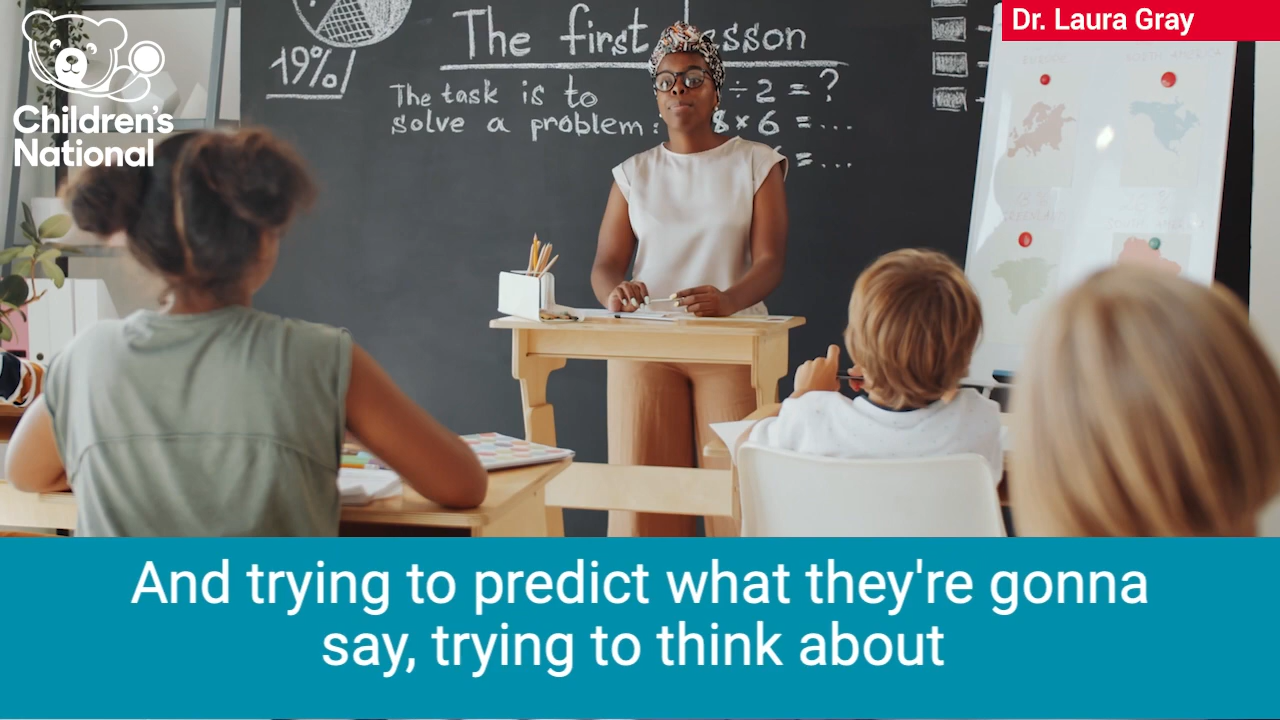 Dr. Laura Gray
Children's
National
19%
The first lesson
The task is to
solve a problem:
÷ 2 = ?
8 × 6 = ...
= ...
And trying to predict what they're gonna
say, trying to think about